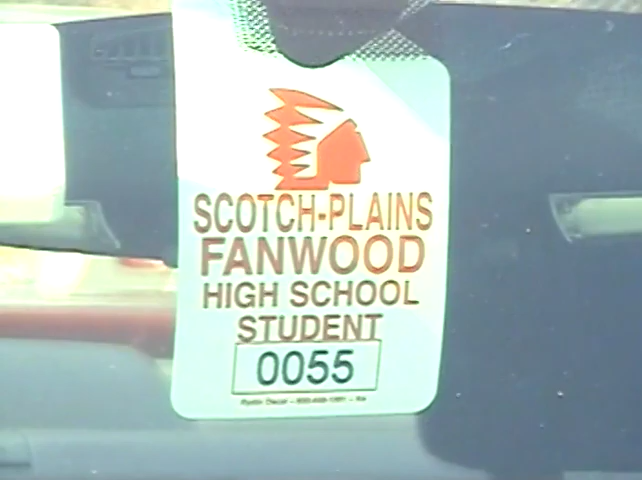 SCOTCH-PLAINS
FANWOOD
HIGH SCHOOL
STUDENT
0055